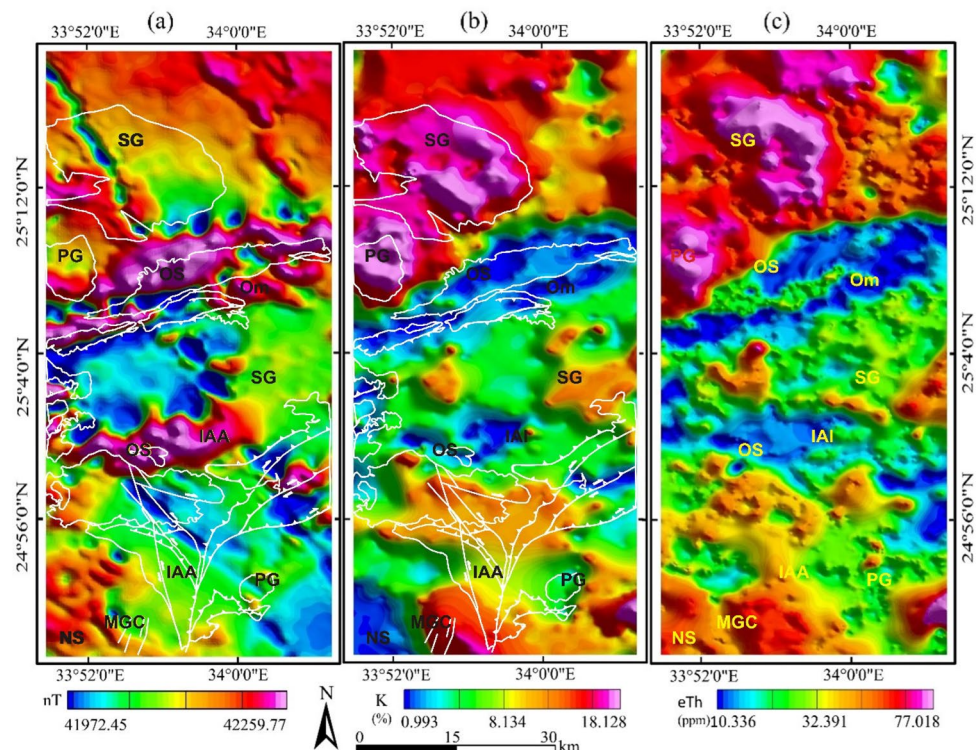 (a) (b) (c)
33°52'0"E 34°0'0"E 33°52'0"E 34°0'0"E 33°52'0"E 34°0'0"E
SG SG SG
25°12'0"N 25°12'0"N
PG PG PG
OS OS OS
Om Om Om
25°4'0"N 25°4'0"N
SG SG SG
IAA IAI IAI
OS OS OS
24°56'0"N 24°56'0"N
IAA IAA IAA
PG PG PG
MGC MGC MGC
NS NS NS
33°52'0"E 34°0'0"E 33°52'0"E 34°0'0"E 33°52'0"E 34°0'0"E
nT N K eTh
41972.45 42259.77 (%) 0.993 8.134 18.128 (ppm) 10.336 32.391 77.018
0 15 30 km